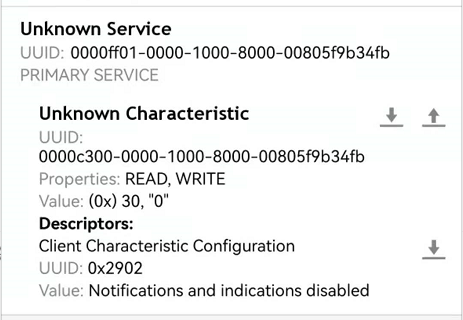 Unknown Service
UUID: 0000ff01-0000-1000-8000-00805f9b34fb
PRIMARY SERVICE
Unknown Characteristic
UUID:
0000c300-0000-1000-8000-00805f9b34fb
Properties: READ, WRITE
Value: (0x) 30, "0"
Descriptors:
Client Characteristic Configuration
UUID: 0x2902
Value: Notifications and indications disabled